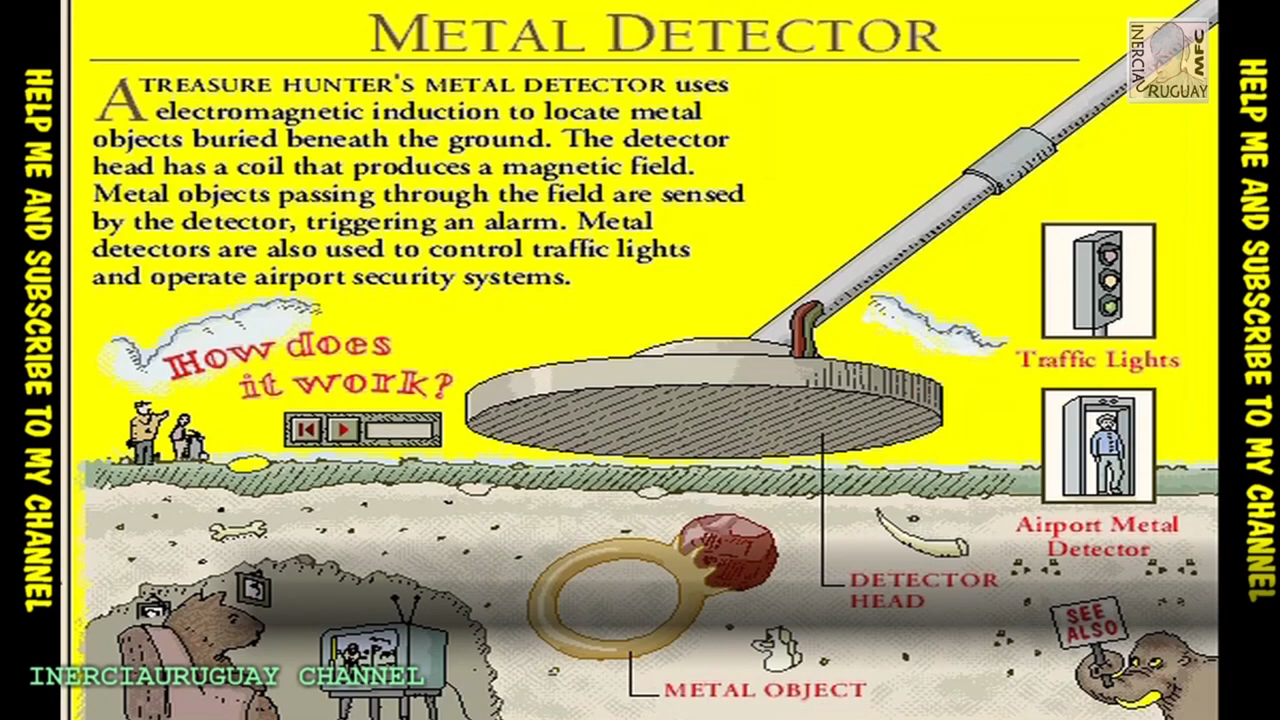 METAL DETECTOR
A TREASURE HUNTER'S METAL DETECTOR uses
electromagnetic induction to locate metal
objects buried beneath the ground. The detector
head has a coil that produces a magnetic field.
Metal objects passing through the field are sensed
by the detector, triggering an alarm. Metal
detectors are also used to control traffic lights
and operate airport security systems.
How does
it work?
Traffic Lights
Airport Metal
Detector
DETECTOR
HEAD
SEE
ALSO
METAL OBJECT
INERCIAURUGUAY CHANNEL
HELP ME AND SUBSCRIBE TO MY CHANNEL
HELP ME AND SUBSCRIBE TO MY CHANNEL
INERCIA
MFC
RUGUAY